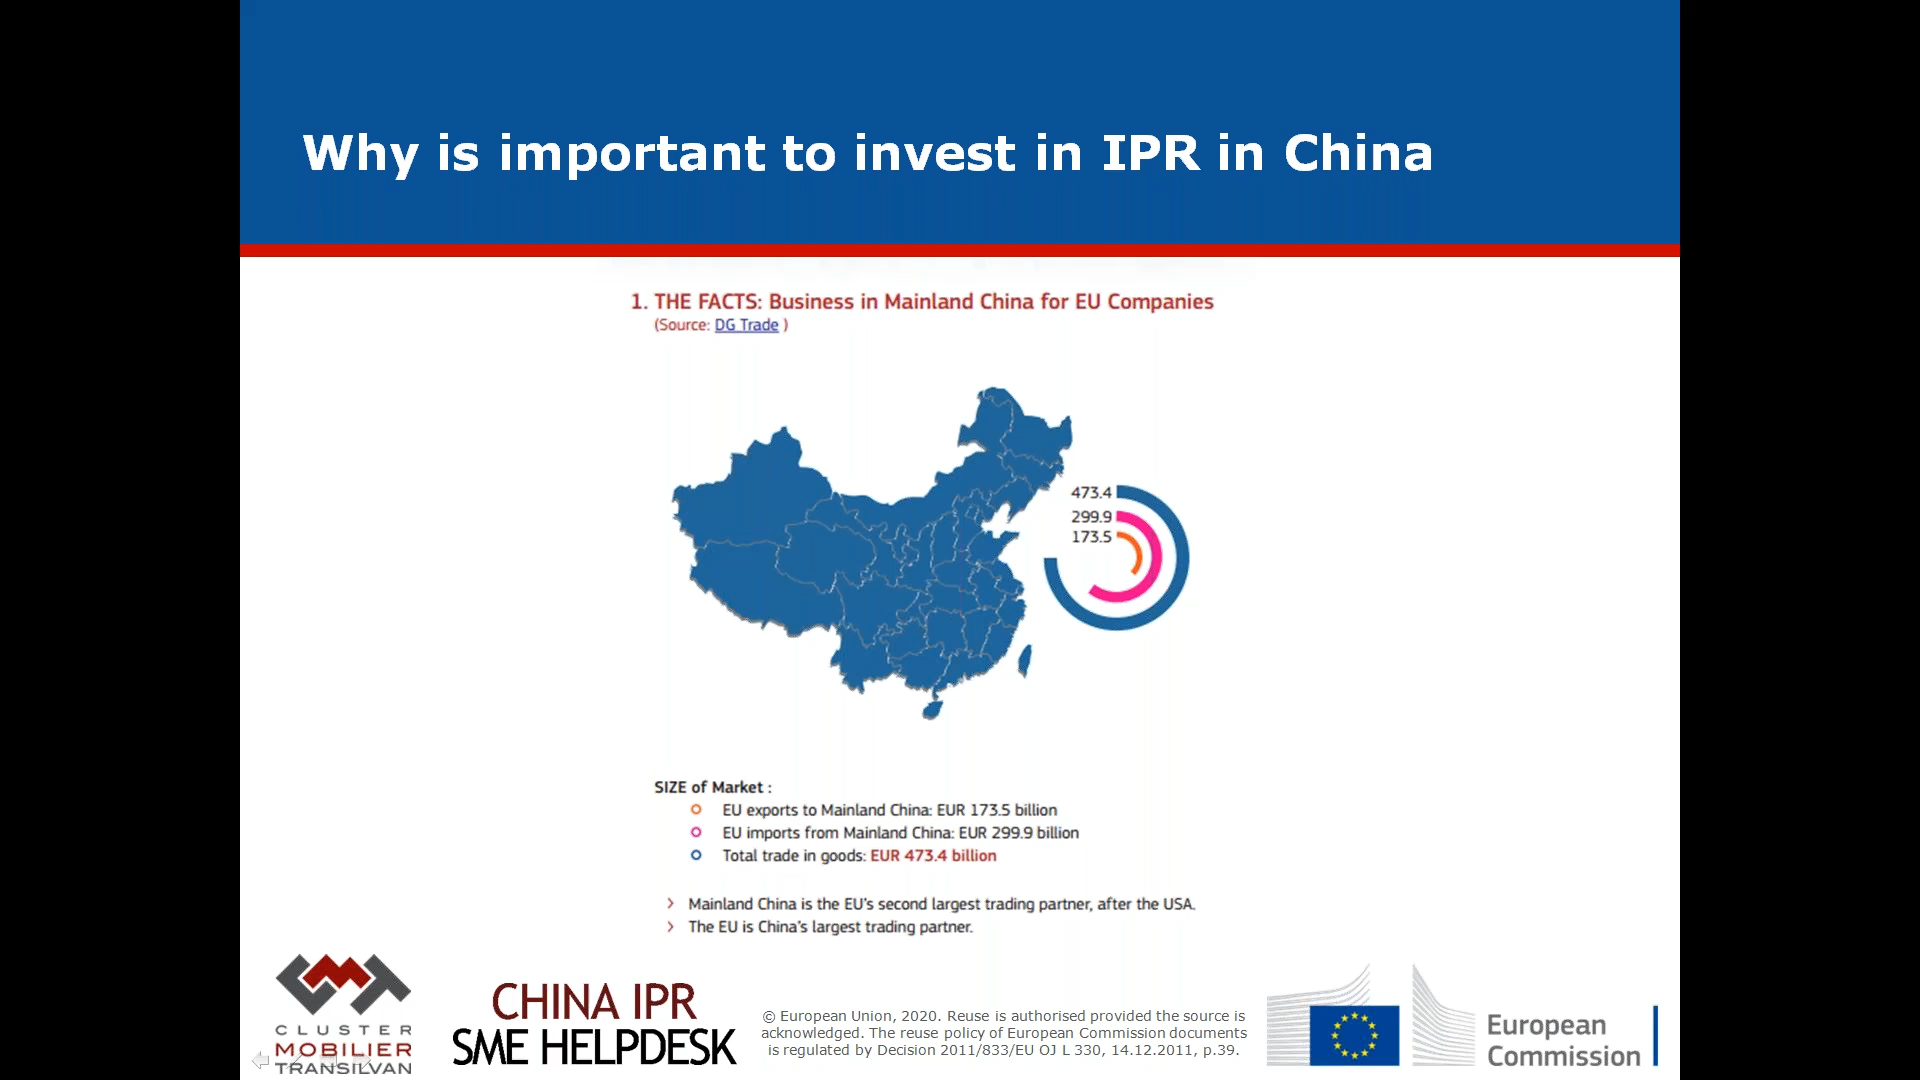 Why is important to invest in IPR in China
1. THE FACTS: Business in Mainland China for EU Companies
(Source: DG Trade )
473.4
299.9
173.5
SIZE of Market :
EU exports to Mainland China: EUR 173.5 billion
EU imports from Mainland China: EUR 299.9 billion
Total trade in goods: EUR 473.4 billion
Mainland China is the EU's second largest trading partner, after the USA.
The EU is China's largest trading partner.
CLUSTER
MOBILIER
TRANSILVAN
CHINA IPR
SME HELPDESK
© European Union, 2020. Reuse is authorised provided the source is
acknowledged. The reuse policy of European Commission documents
is regulated by Decision 2011/833/EU OJ L 330, 14.12.2011, p.39.
European
Commission